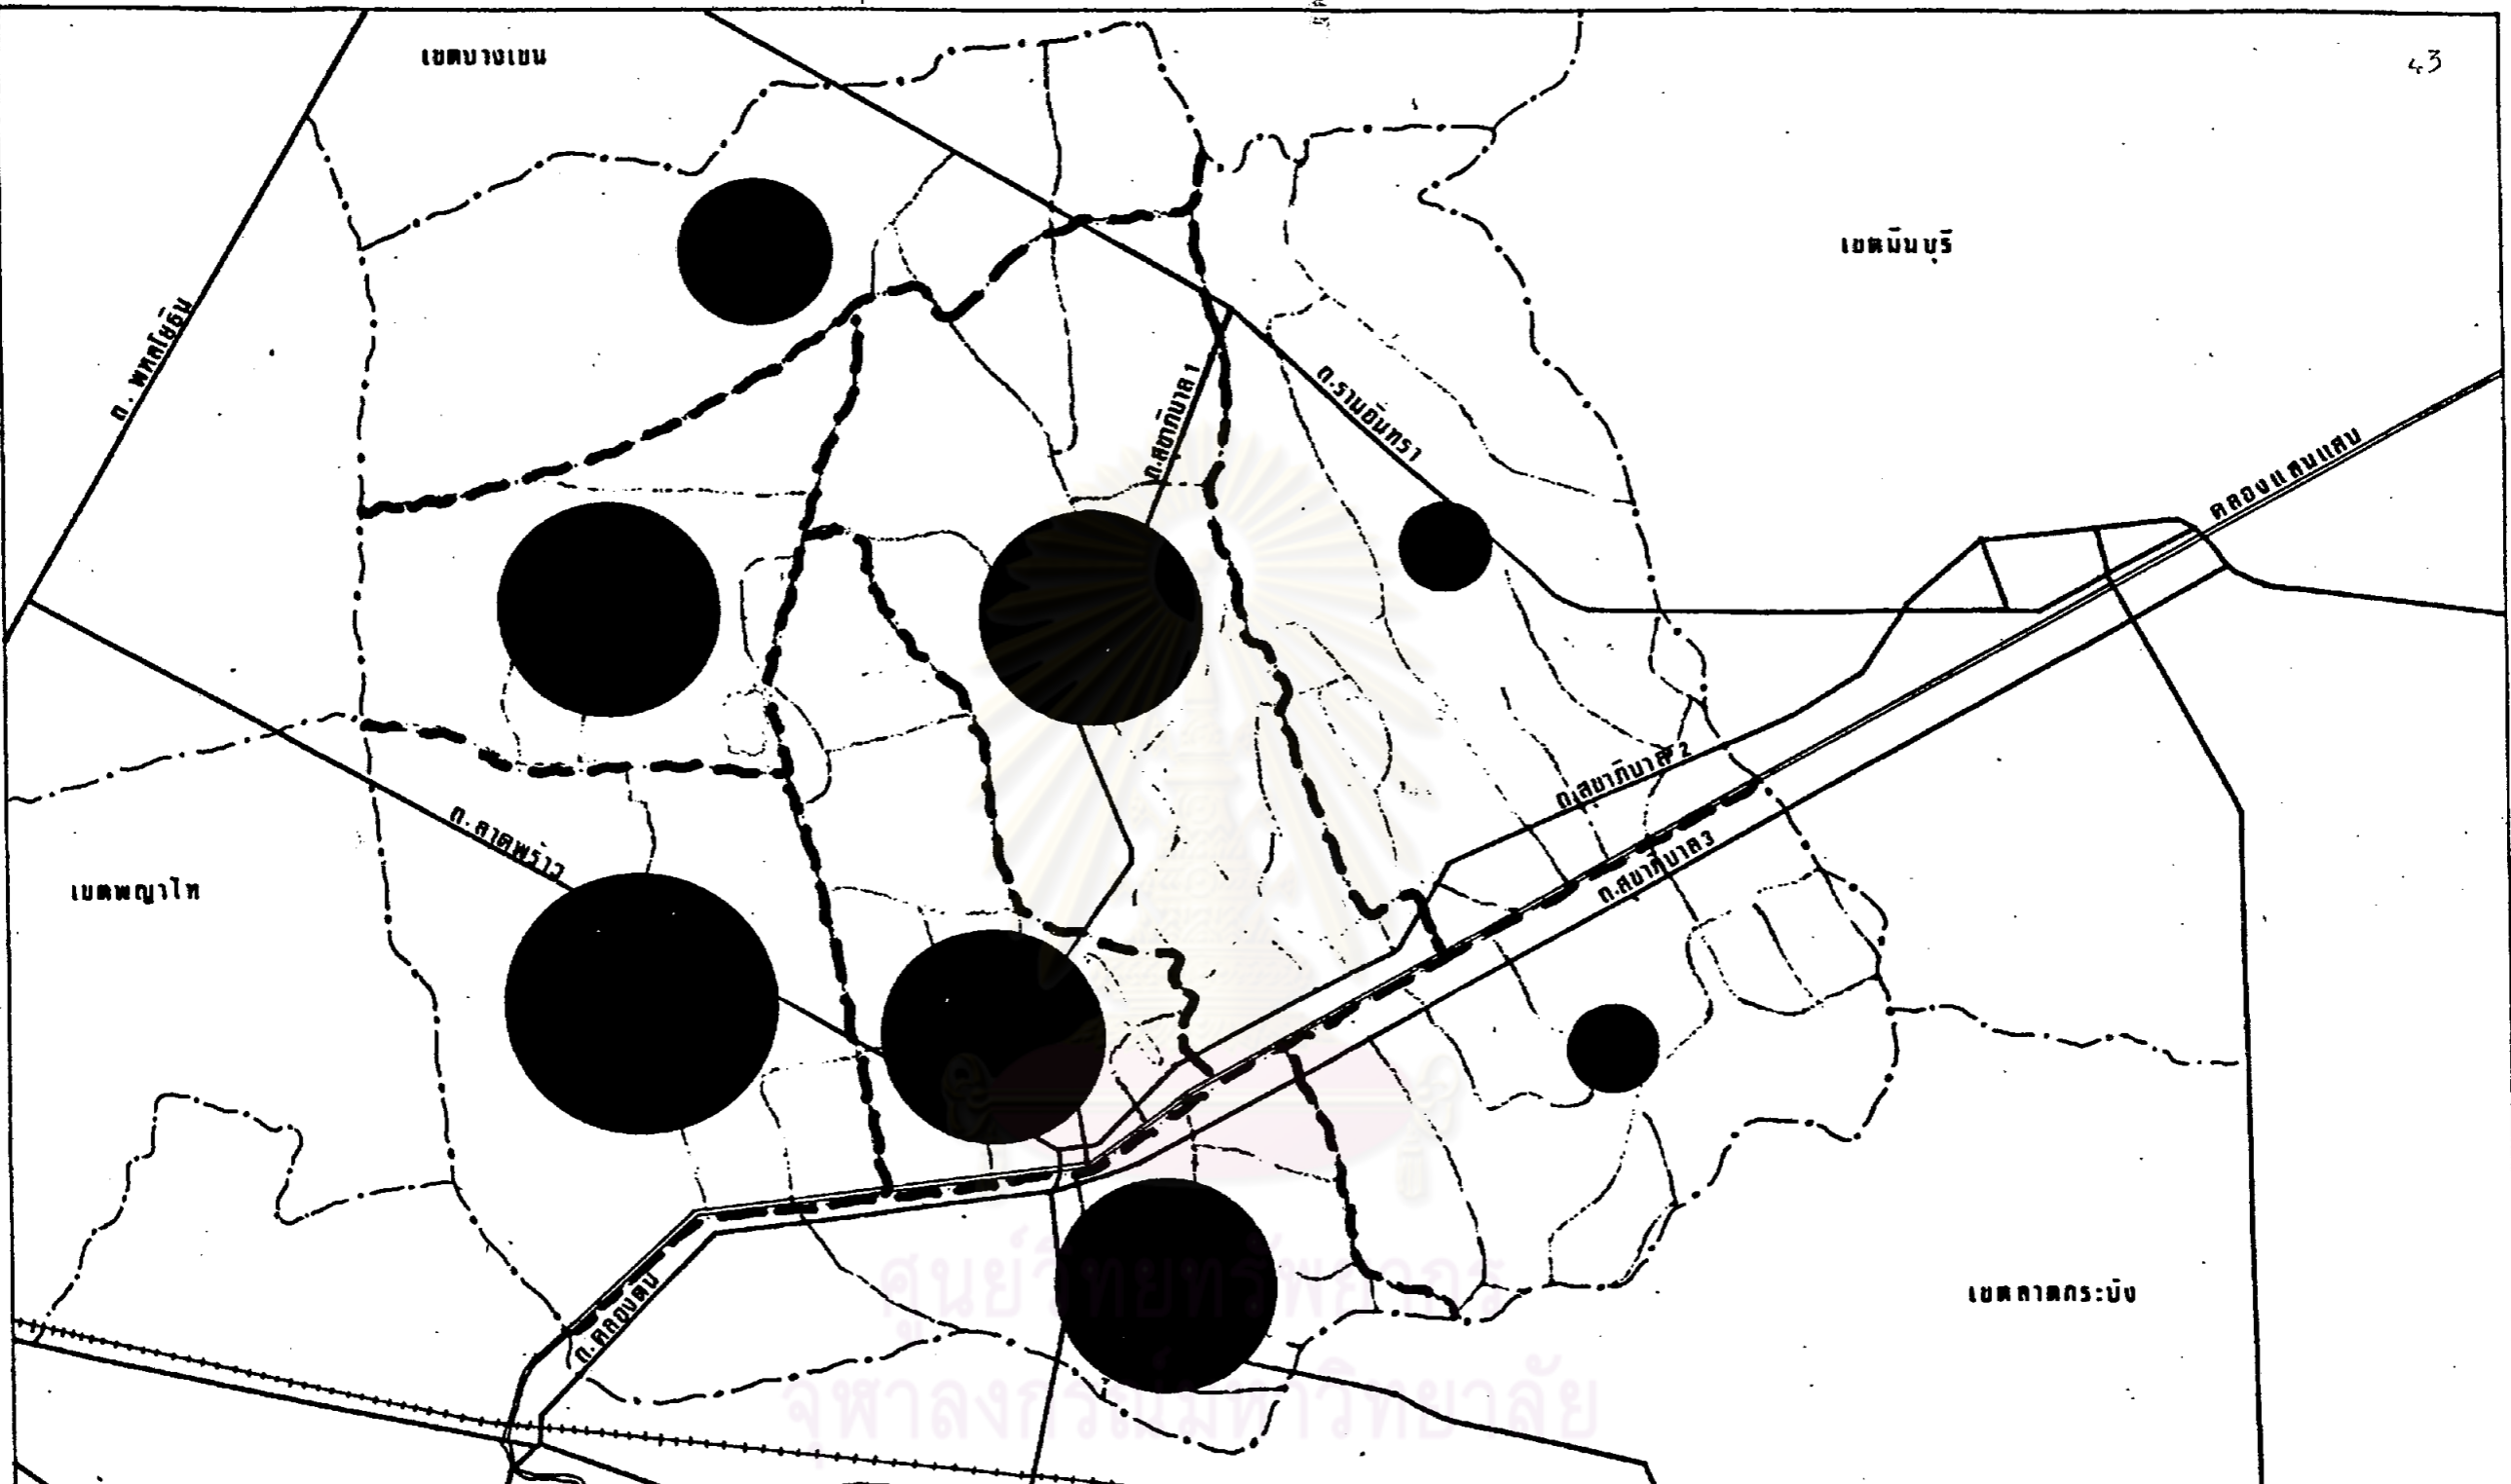 43
เขตบางเขน
เขตมีนบุรี
ถ. พหลโยธิน
ถ.สุขาภิบาล 1
ถ.รามอินทรา
คลองแสนแสบ
ถ.สุขาภิบาล 2
ถ.ลาดพร้าว
ถ.สุขาภิบาล3
เขตพญาไท
ถ.คลองตัน
เขตลาดกระบัง
ศูนย์วิทยทรัพยากร
จุฬาลงกรณ์มหาวิทยาลัย